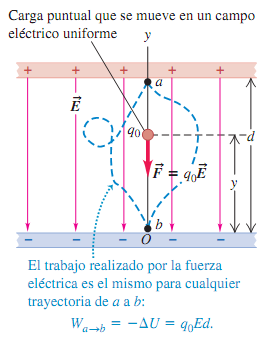 Carga puntual que se mueve en un campo
eléctrico uniforme
y
+ + + + +
a
E⃗
q₀
d
F⃗ = q₀E⃗
y
b
− − − − −
O
El trabajo realizado por la fuerza
eléctrica es el mismo para cualquier
trayectoria de a a b:
Wₐ→b = −ΔU = q₀Ed.